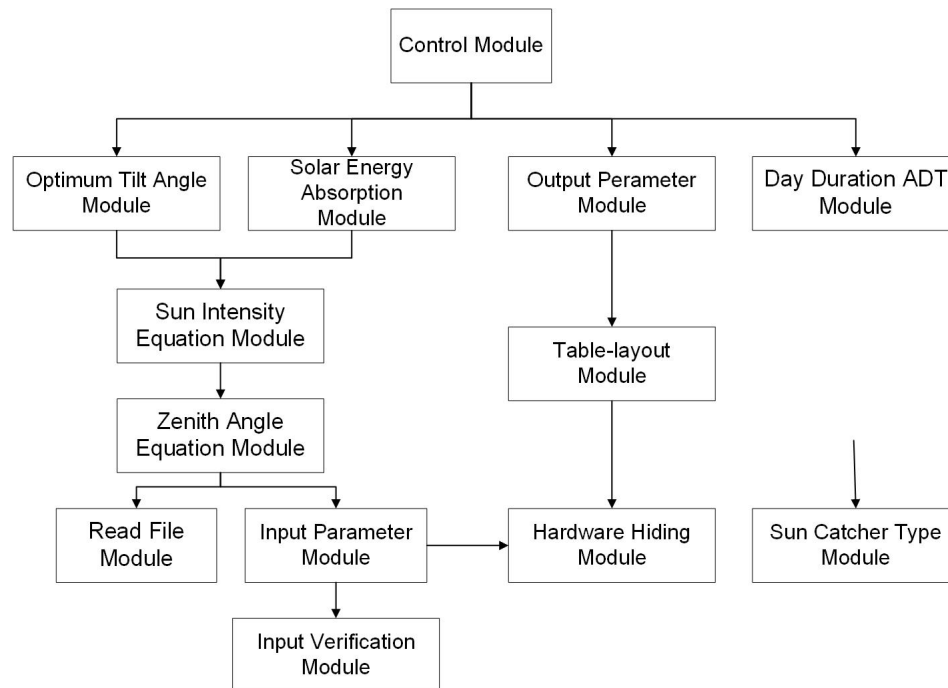 Control Module
Optimum Tilt Angle
Module
Solar Energy
Absorption
Module
Output Perameter
Module
Day Duration ADT
Module
Sun Intensity
Equation Module
Table-layout
Module
Zenith Angle
Equation Module
Read File
Module
Input Parameter
Module
Hardware Hiding
Module
Sun Catcher Type
Module
Input Verification
Module